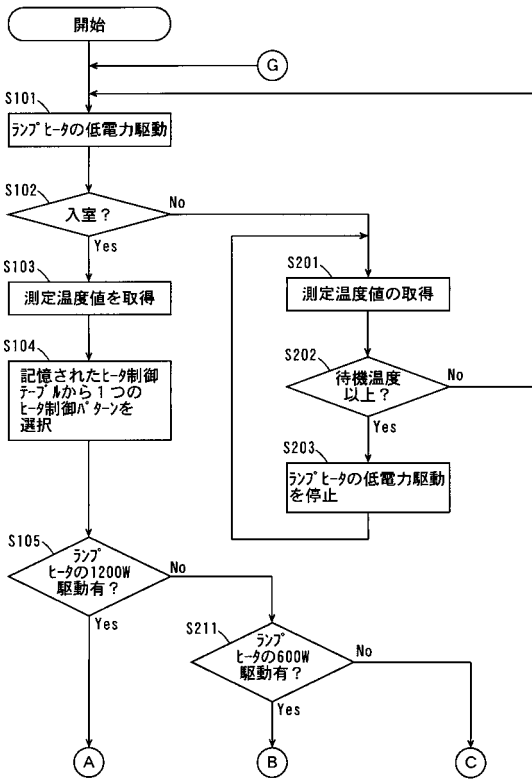 開始
G
S101
ランプヒータの低電力駆動
S102
入室?
No
Yes
S103
測定温度値を取得
S104
記憶されたヒータ制御
テーブルから1つの
ヒータ制御パターンを
選択
S201
測定温度値の取得
S202
待機温度
以上?
No
Yes
S203
ランプヒータの低電力駆動
を停止
S105
ランプ
ヒータの1200W
駆動有?
No
Yes
S211
ランプ
ヒータの600W
駆動有?
No
Yes
A
B
C